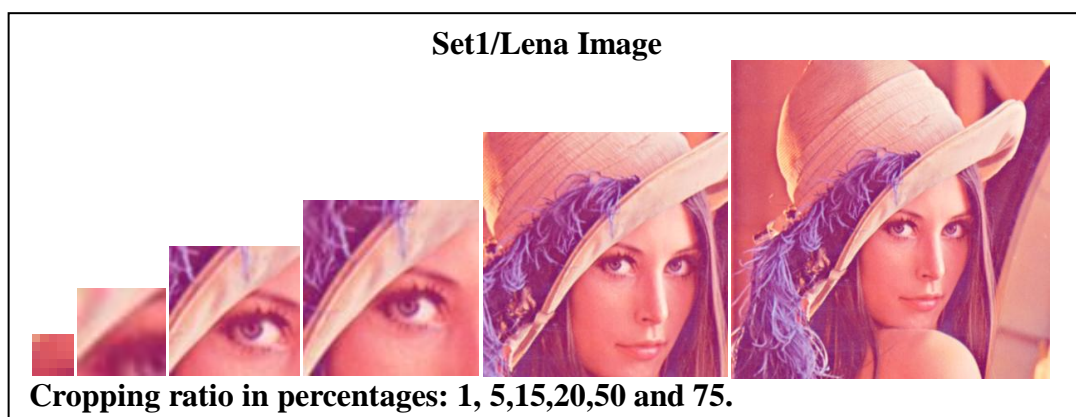 Set1/Lena Image
Cropping ratio in percentages: 1, 5,15,20,50 and 75.